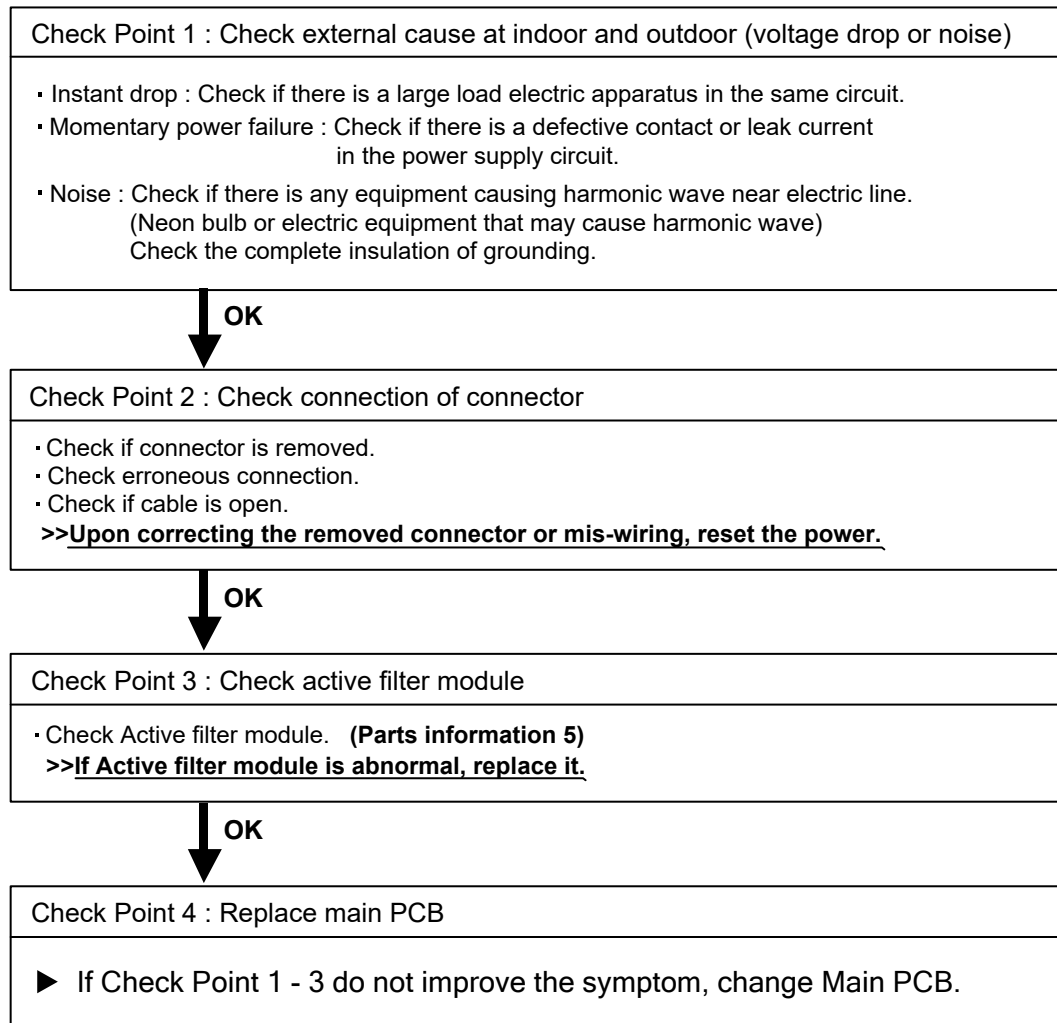 Check Point 1 : Check external cause at indoor and outdoor (voltage drop or noise)
· Instant drop : Check if there is a large load electric apparatus in the same circuit.
· Momentary power failure : Check if there is a defective contact or leak current
in the power supply circuit.
· Noise : Check if there is any equipment causing harmonic wave near electric line.
(Neon bulb or electric equipment that may cause harmonic wave)
Check the complete insulation of grounding.
OK
Check Point 2 : Check connection of connector
· Check if connector is removed.
· Check erroneous connection.
· Check if cable is open.
>>Upon correcting the removed connector or mis-wiring, reset the power.
OK
Check Point 3 : Check active filter module
· Check Active filter module. (Parts information 5)
>>If Active filter module is abnormal, replace it.
OK
Check Point 4 : Replace main PCB
▶ If Check Point 1 - 3 do not improve the symptom, change Main PCB.